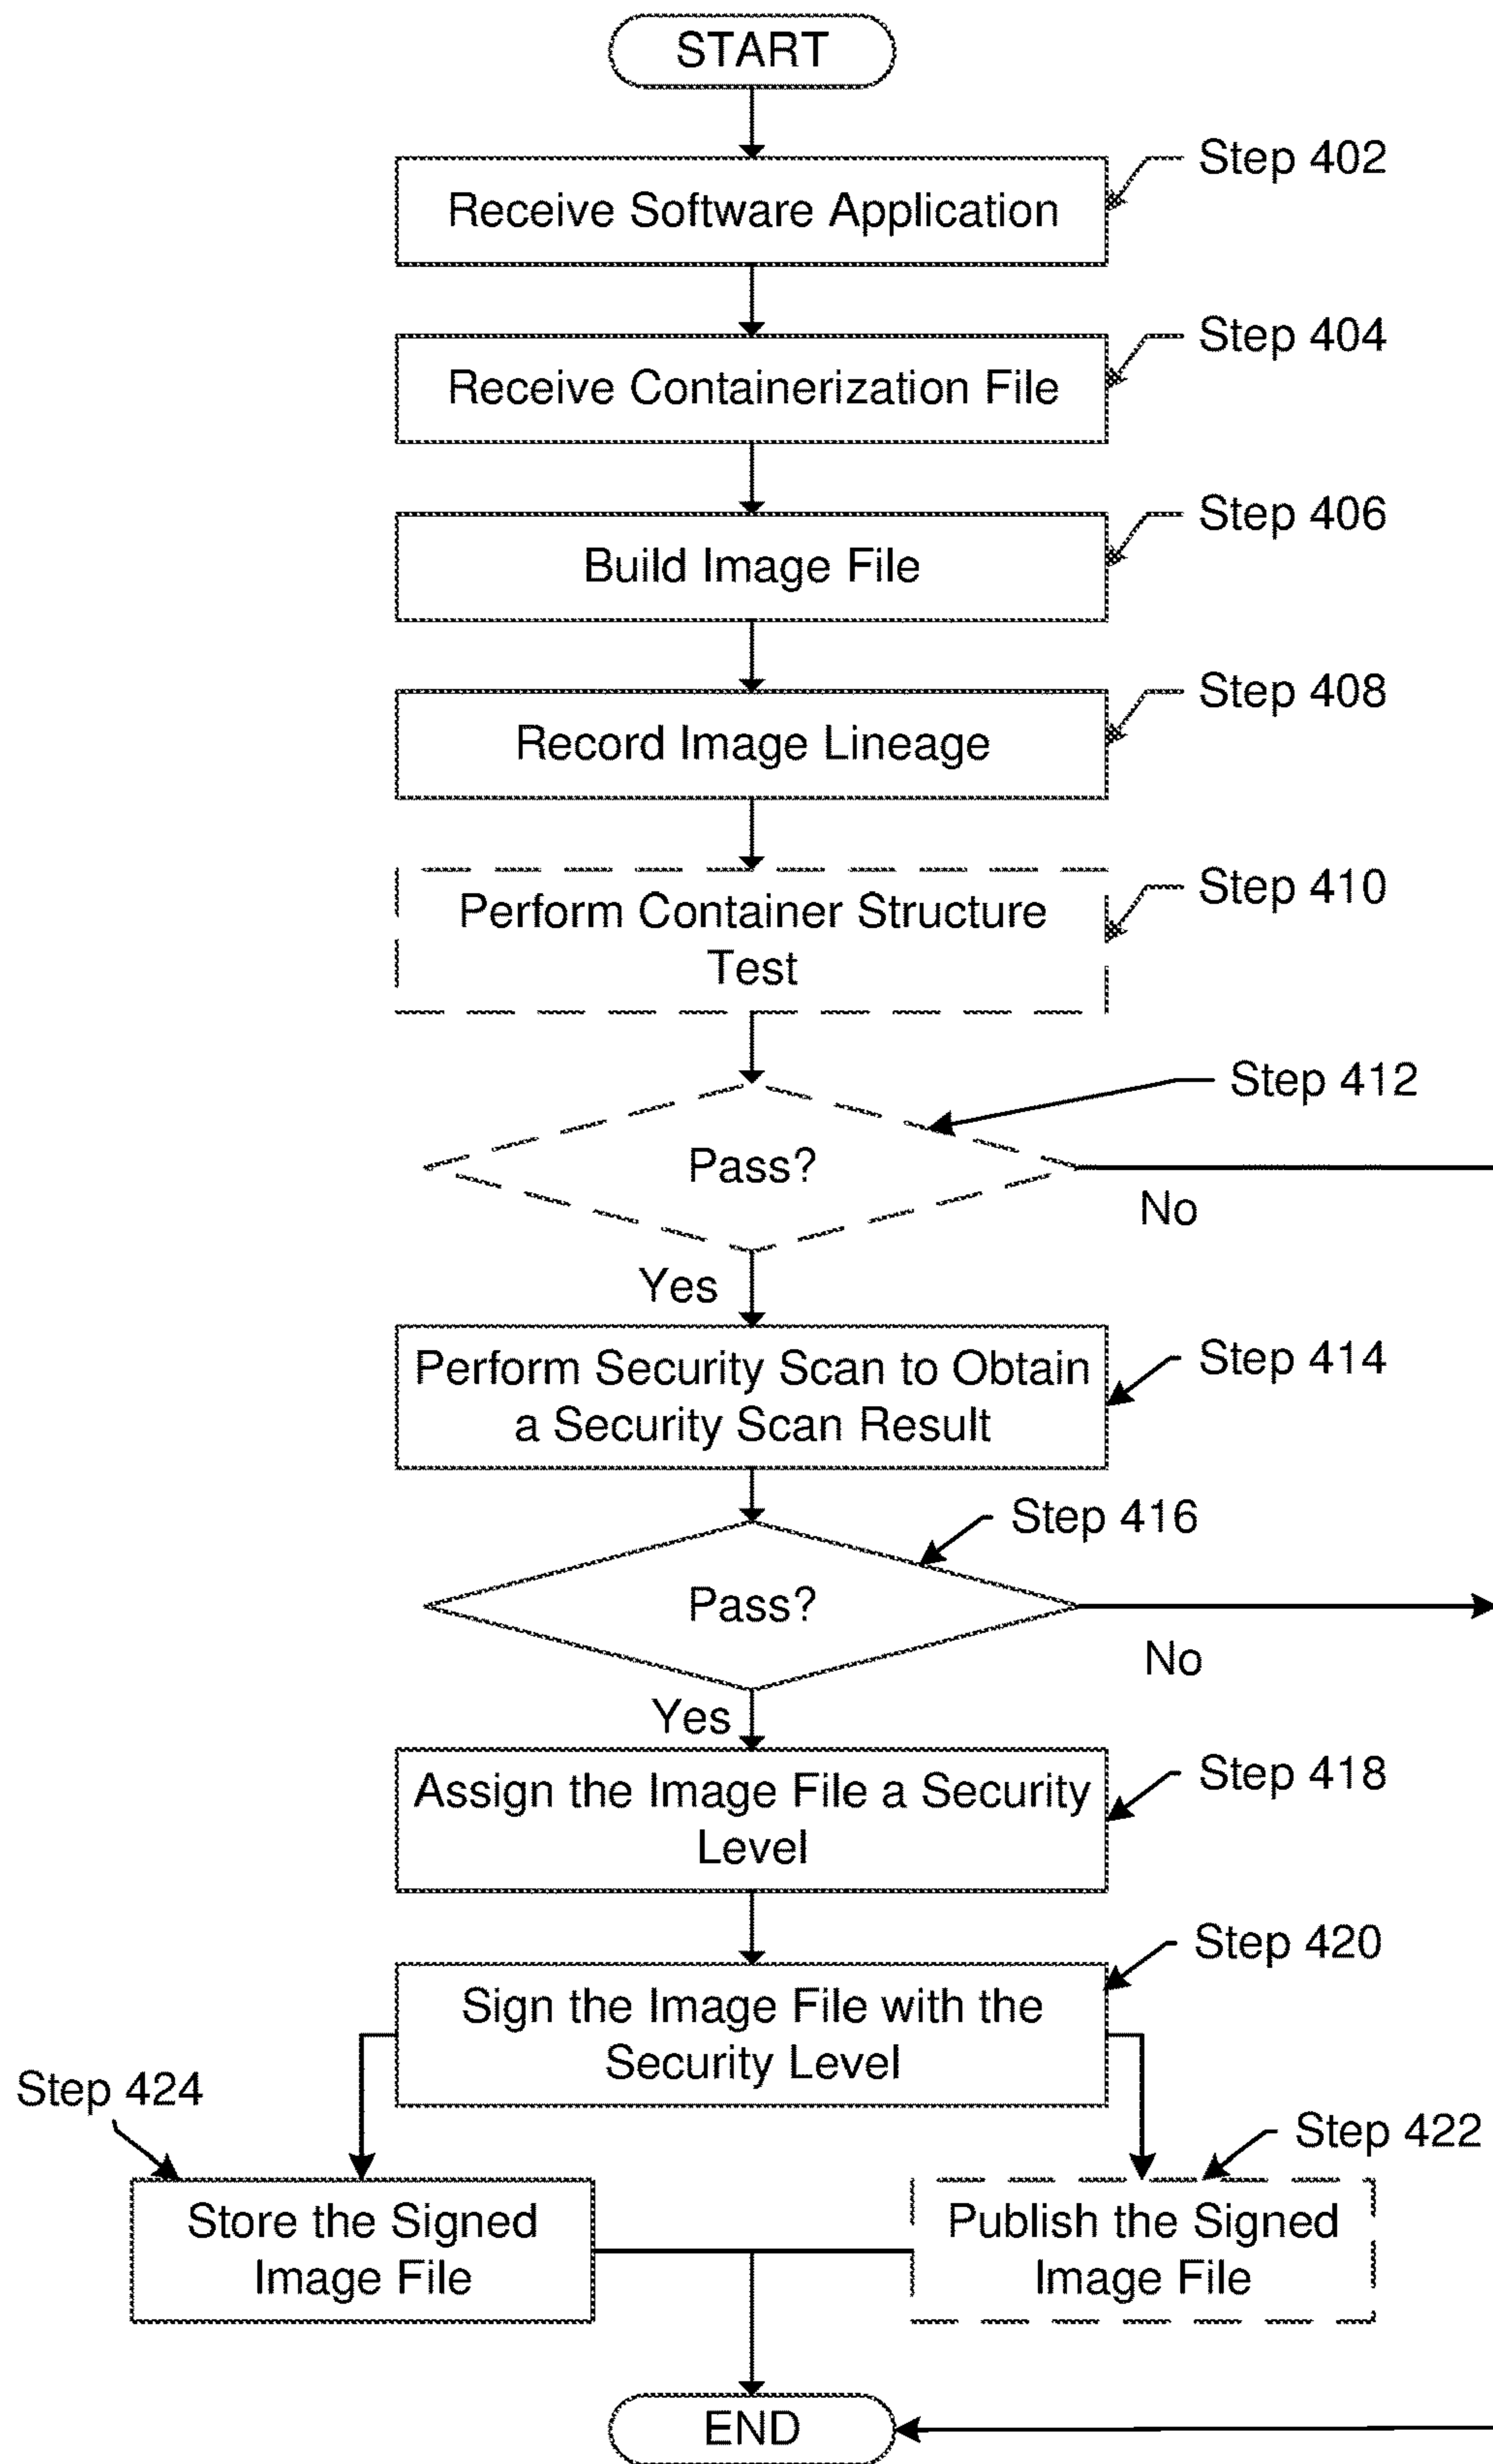 START
Step 402
Receive Software Application
Step 404
Receive Containerization File
Step 406
Build Image File
Step 408
Record Image Lineage
Step 410
Perform Container Structure
Test
Step 412
Pass?
No
Yes
Step 414
Perform Security Scan to Obtain
a Security Scan Result
Step 416
Pass?
No
Yes
Step 418
Assign the Image File a Security
Level
Step 420
Sign the Image File with the
Security Level
Step 424
Step 422
Store the Signed
Image File
Publish the Signed
Image File
END